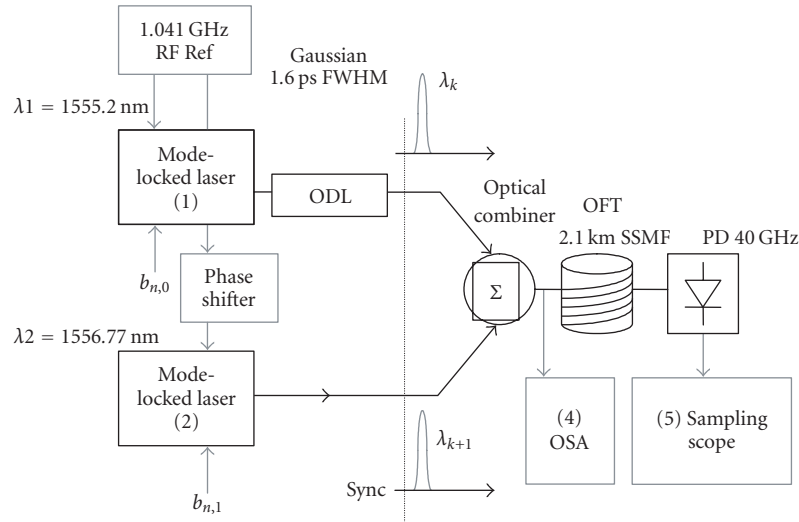 1.041 GHz
RF Ref
Gaussian
1.6 ps FWHM
λk
λ1 = 1555.2 nm
Mode-
locked laser
(1)
ODL
Optical
combiner
OFT
2.1 km SSMF
PD 40 GHz
bn,0
Phase
shifter
Σ
λ2 = 1556.77 nm
Mode-
locked laser
(2)
(4)
OSA
(5) Sampling
scope
λk+1
bn,1
Sync